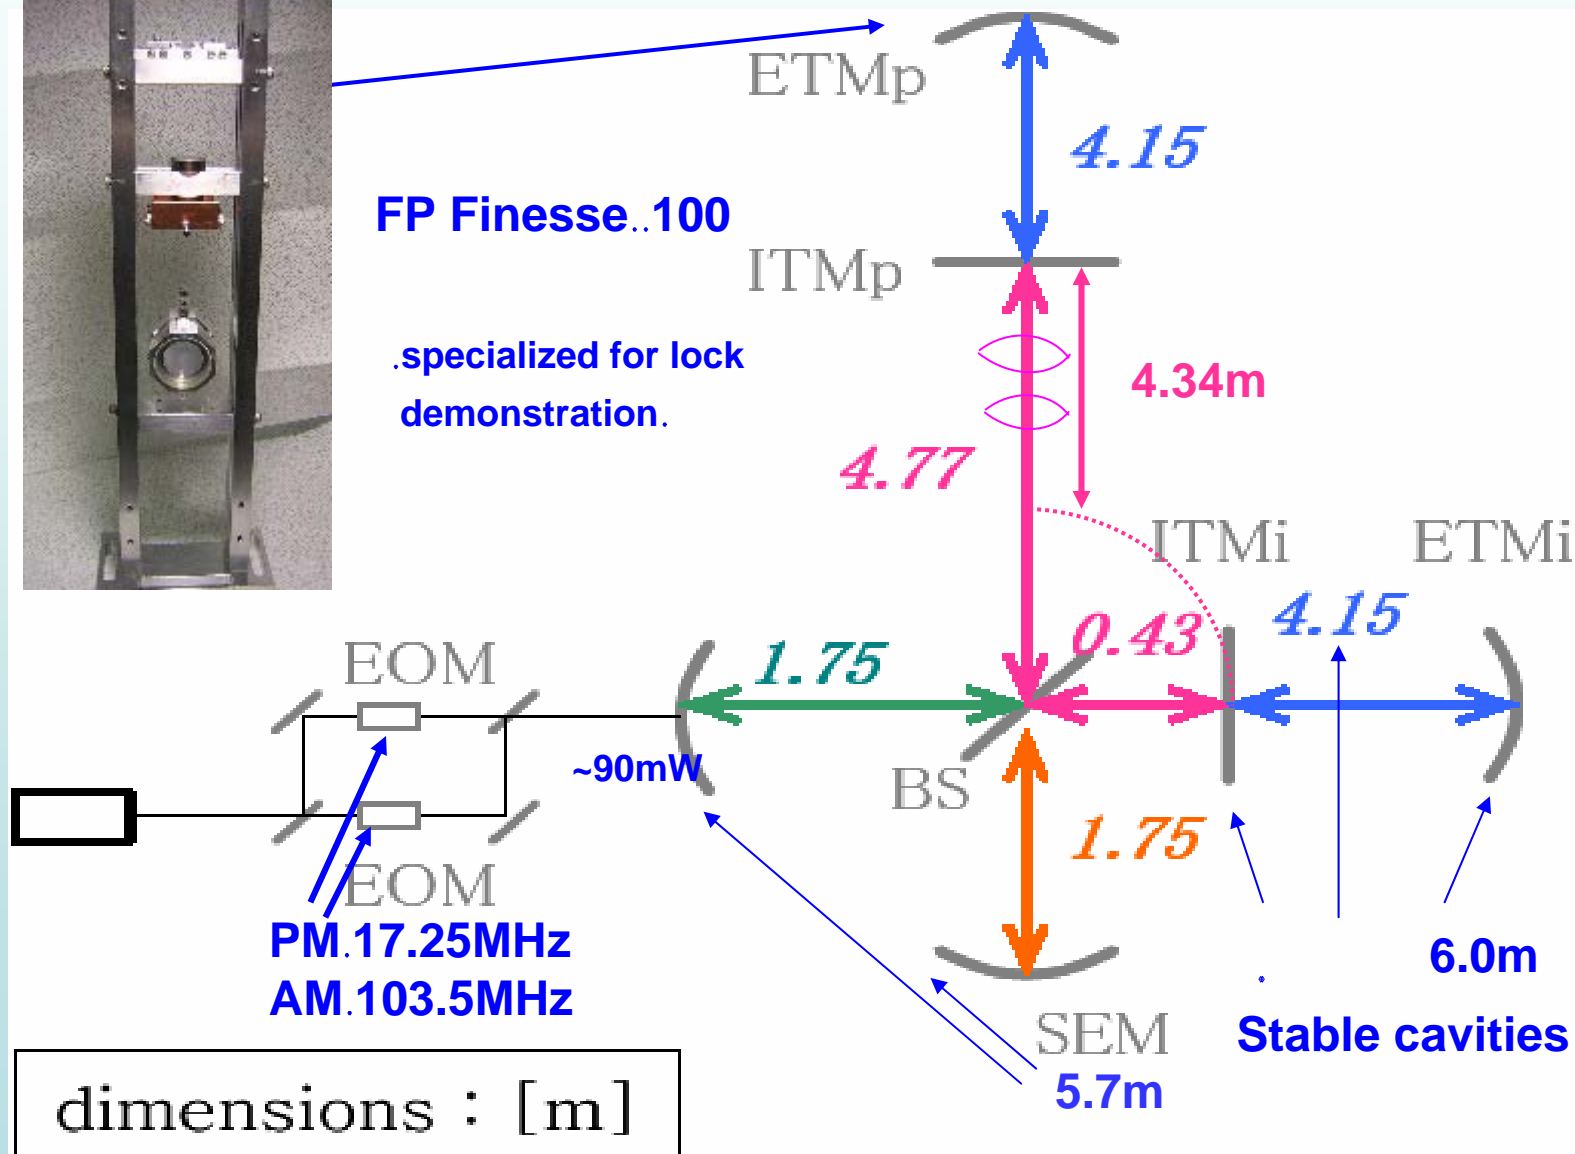 ETMp
4.15
FP Finesse..100
ITMp
.specialized for lock
demonstration.
4.34m
4.77
ITMi
ETMi
4.15
0.43
1.75
EOM
~90mW
BS
1.75
EOM
PM.17.25MHz
AM.103.5MHz
6.0m
SEM
Stable cavities
5.7m
dimensions : [m]